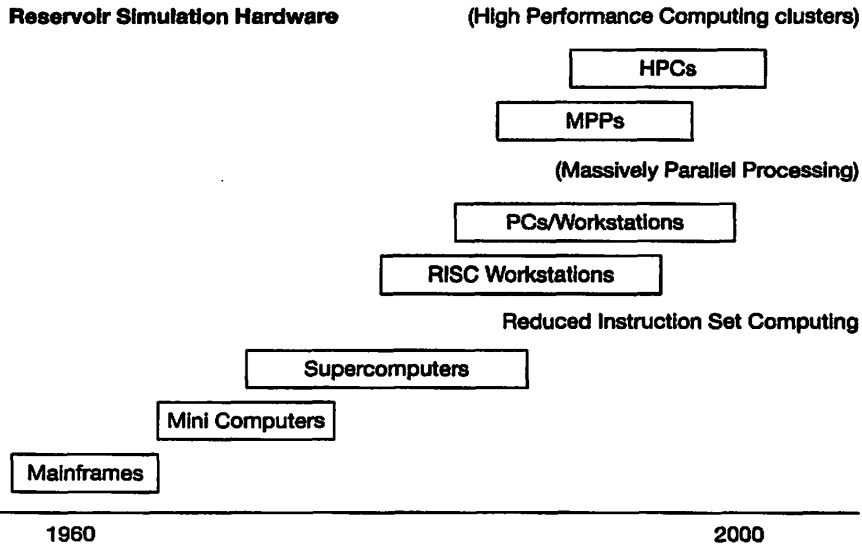 Reservoir Simulation Hardware
(High Performance Computing clusters)
HPCs
MPPs
(Massively Parallel Processing)
PCs/Workstations
RISC Workstations
Reduced Instruction Set Computing
Supercomputers
Mini Computers
Mainframes
1960 2000